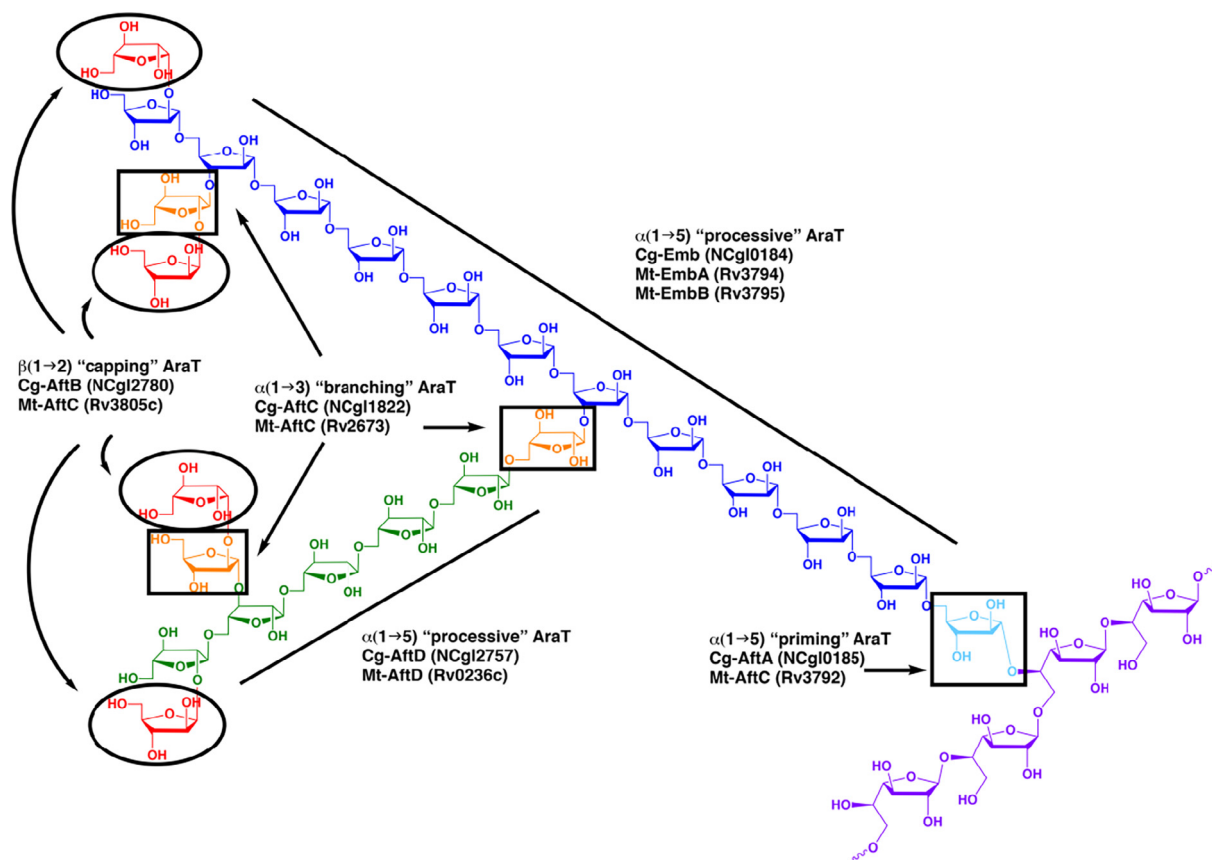 α(1→5) “processive” AraT
Cg-Emb (NCgl0184)
Mt-EmbA (Rv3794)
Mt-EmbB (Rv3795)
β(1→2) “capping” AraT
Cg-AftB (NCgl2780)
Mt-AftC (Rv3805c)
α(1→3) “branching” AraT
Cg-AftC (NCgl1822)
Mt-AftC (Rv2673)
α(1→5) “processive” AraT
Cg-AftD (NCgl2757)
Mt-AftD (Rv0236c)
α(1→5) “priming” AraT
Cg-AftA (NCgl0185)
Mt-AftC (Rv3792)